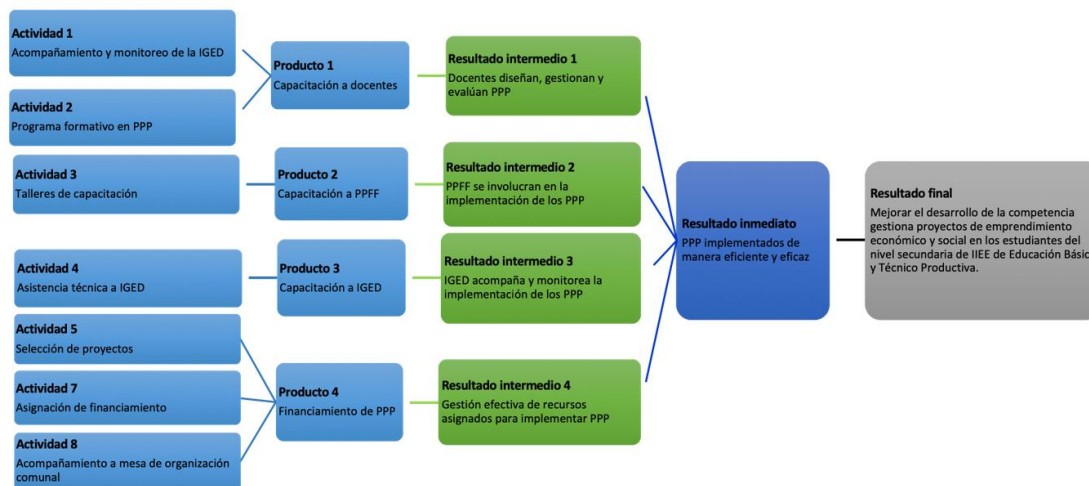 Actividad 1
Acompañamiento y monitoreo de la IGED
Actividad 2
Programa formativo en PPP
Actividad 3
Talleres de capacitación
Actividad 4
Asistencia técnica a IGED
Actividad 5
Selección de proyectos
Actividad 7
Asignación de financiamiento
Actividad 8
Acompañamiento a mesa de organización
comunal
Producto 1
Capacitación a docentes
Producto 2
Capacitación a PPFF
Producto 3
Capacitación a IGED
Producto 4
Financiamiento de PPP
Resultado intermedio 1
Docentes diseñan, gestionan y
evalúan PPP
Resultado intermedio 2
PPFF se involucran en la
implementación de los PPP
Resultado intermedio 3
IGED acompaña y monitorea la
implementación de los PPP
Resultado intermedio 4
Gestión efectiva de recursos
asignados para implementar PPP
Resultado inmediato
PPP implementados de
manera eficiente y eficaz
Resultado final
Mejorar el desarrollo de la competencia
gestiona proyectos de emprendimiento
económico y social en los estudiantes del
nivel secundaria de IIEE de Educación Básic
y Técnico Productiva.